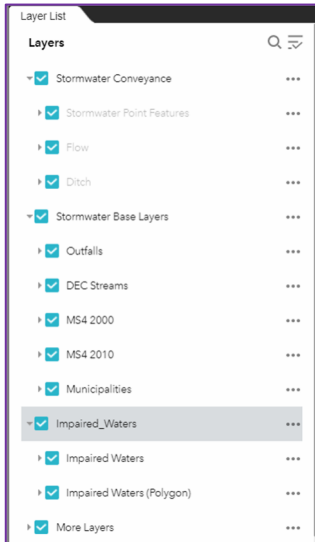 Layer List
Layers
Stormwater Conveyance
Stormwater Point Features
Flow
Ditch
Stormwater Base Layers
Outfalls
DEC Streams
MS4 2000
MS4 2010
Municipalities
Impaired_Waters
Impaired Waters
Impaired Waters (Polygon)
More Layers